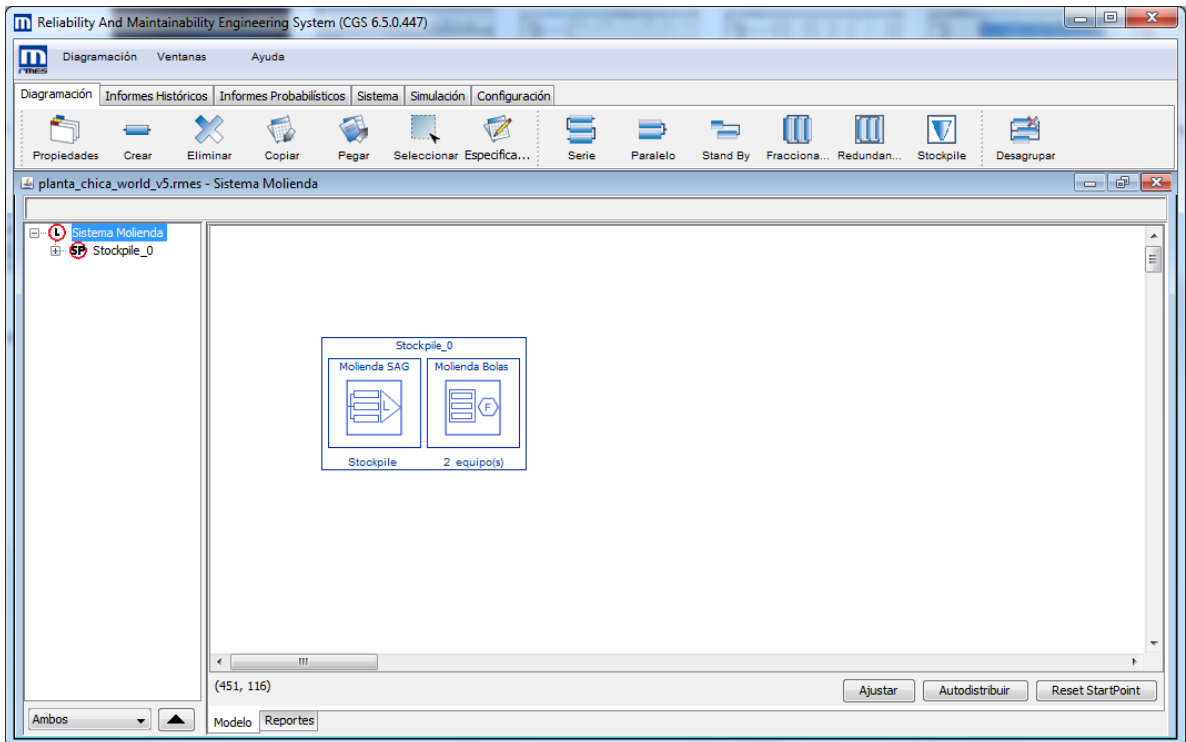 Reliability And Maintainability Engineering System (CGS 6.5.0.447)
rmes
Diagramación Ventanas Ayuda
Diagramación Informes Históricos Informes Probabilísticos Sistema Simulación Configuración
Propiedades Crear Eliminar Copiar Pegar Seleccionar Especifica... Serie Paralelo Stand By Fracciona... Redundan... Stockpile Desagrupar
planta_chica_world_v5.rmes - Sistema Molienda
L Sistema Molienda
SP Stockpile_0
Stockpile_0
Molienda SAG Molienda Bolas
L F
Stockpile 2 equipo(s)
(451, 116)
Ajustar Autodistribuir Reset StartPoint
Ambos
Modelo Reportes